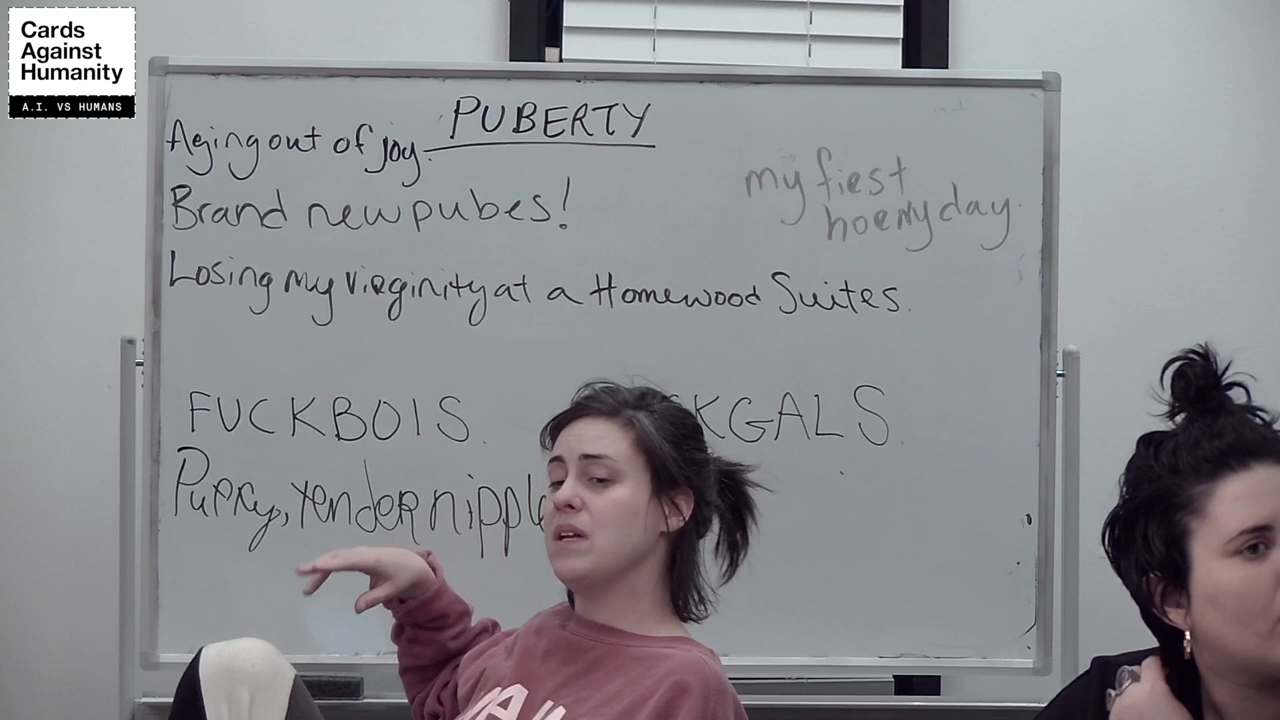 Cards
Against
Humanity
A.I. VS HUMANS
PUBERTY
Aging out of joy.
Brand new pubes!
my fiest
hoeny day.
Losing my virginity at a Homewood Suites.
FUCKBOIS.
KGALS.
Puffy, tender nipple